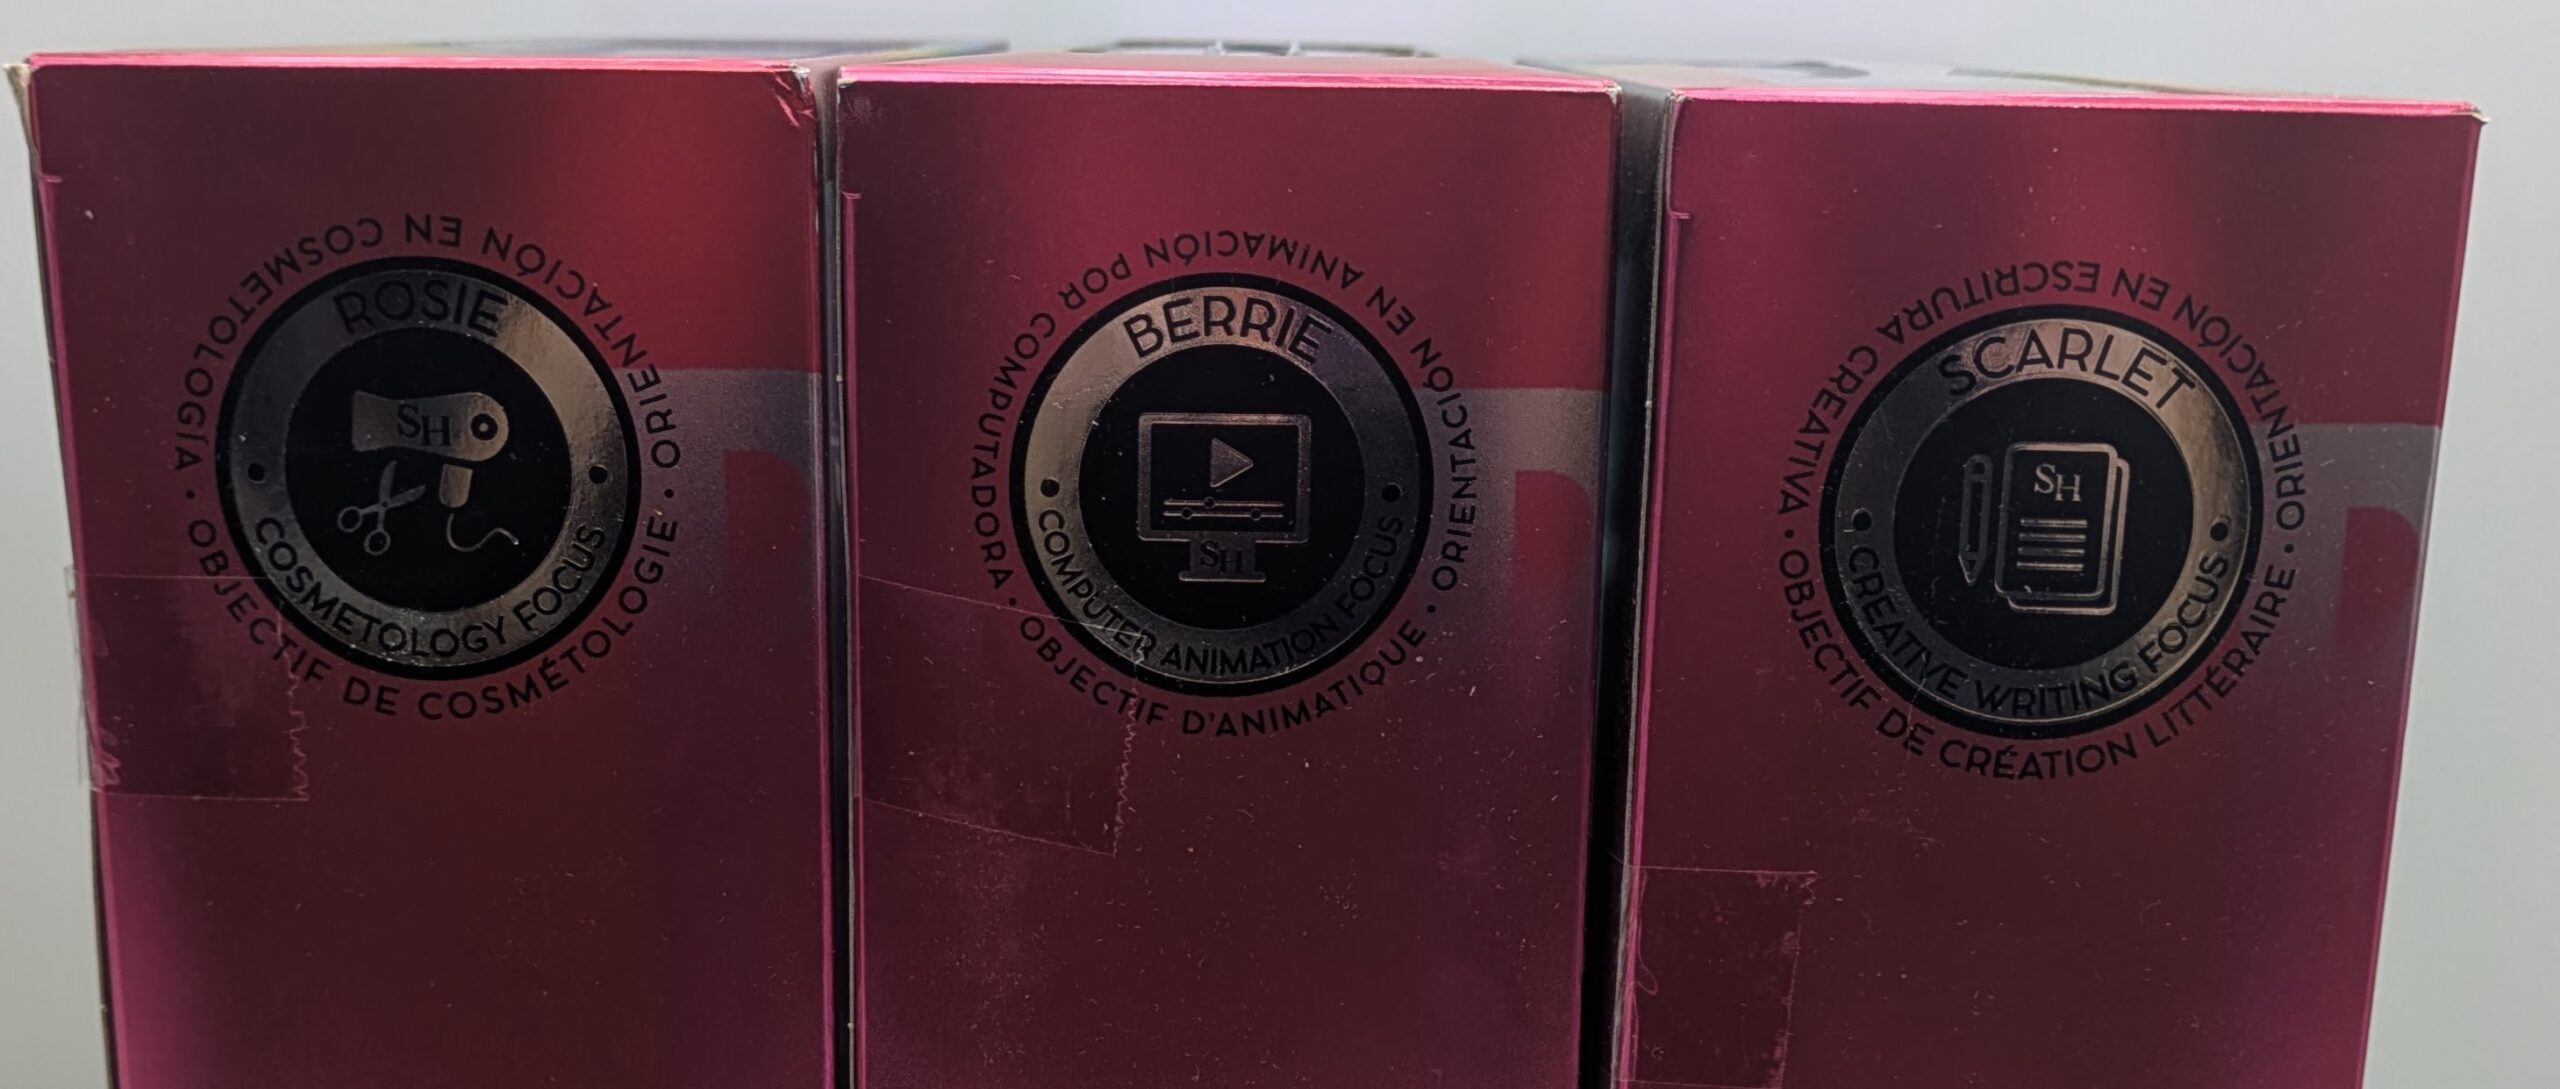 ROSIE
SH
COSMETOLOGY FOCUS
ORIENTACIÓN EN COSMETOLOGÍA • OBJECTIF DE COSMÉTOLOGIE •
BERRIE
SH
COMPUTER ANIMATION FOCUS
ORIENTACIÓN EN ANIMACIÓN POR COMPUTADORA • OBJECTIF D'ANIMATIQUE •
SCARLET
SH
CREATIVE WRITING FOCUS
ORIENTACIÓN EN ESCRITURA CREATIVA • OBJECTIF DE CRÉATION LITTÉRAIRE •